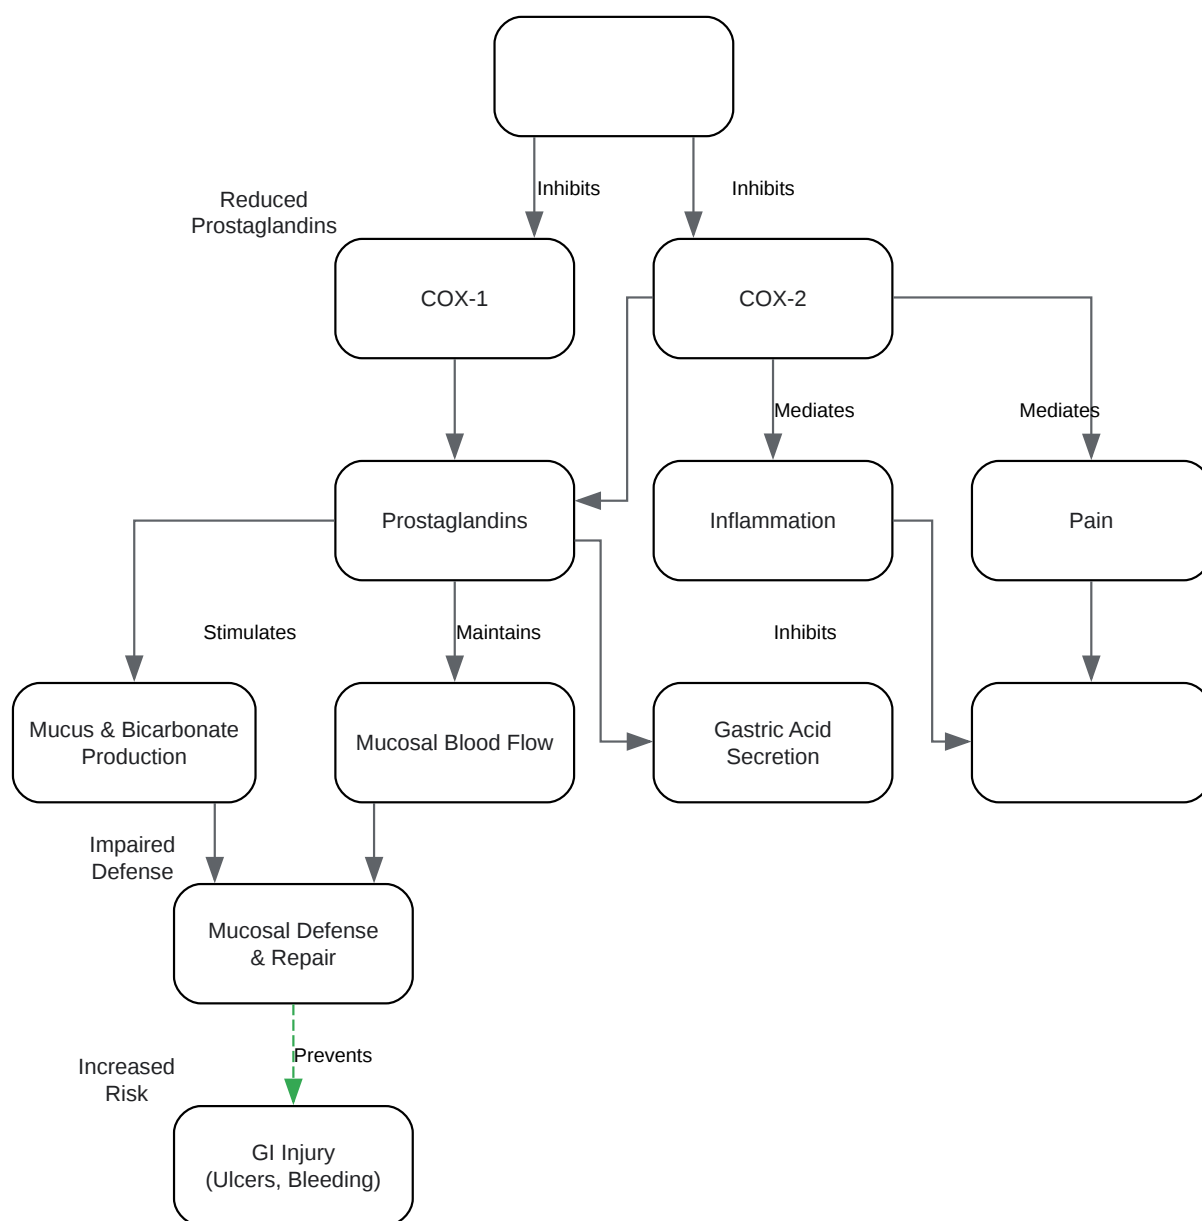 Inhibits
Inhibits
Reduced
Prostaglandins
COX-1
COX-2
Mediates
Mediates
Prostaglandins
Inflammation
Pain
Stimulates
Maintains
Inhibits
Mucus & Bicarbonate
Production
Mucosal Blood Flow
Gastric Acid
Secretion
Impaired
Defense
Mucosal Defense
& Repair
Prevents
Increased
Risk
GI Injury
(Ulcers, Bleeding)